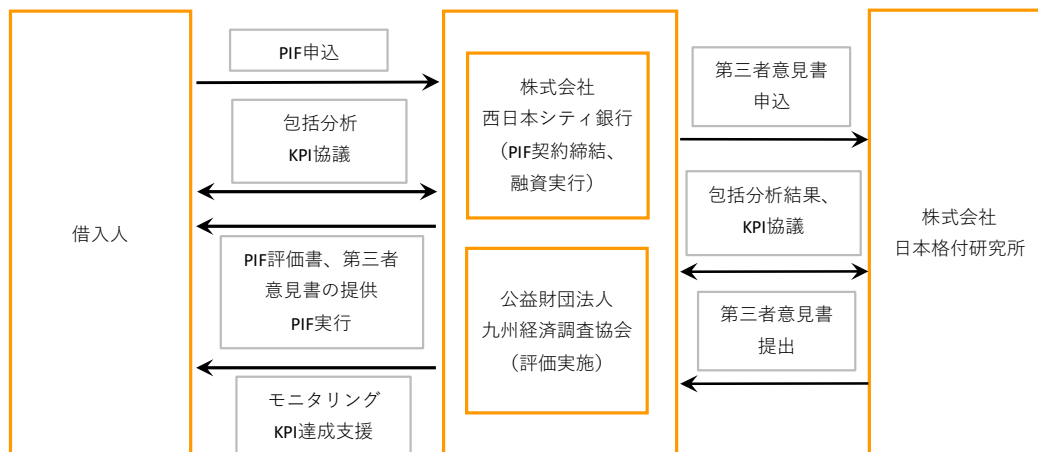 借入人
PIF申込
包括分析
KPI協議
PIF評価書、第三者
意見書の提供
PIF実行
モニタリング
KPI達成支援
株式会社
西日本シティ銀行
（PIF契約締結、
融資実行）
公益財団法人
九州経済調査協会
（評価実施）
第三者意見書
申込
包括分析結果、
KPI協議
第三者意見書
提出
株式会社
日本格付研究所